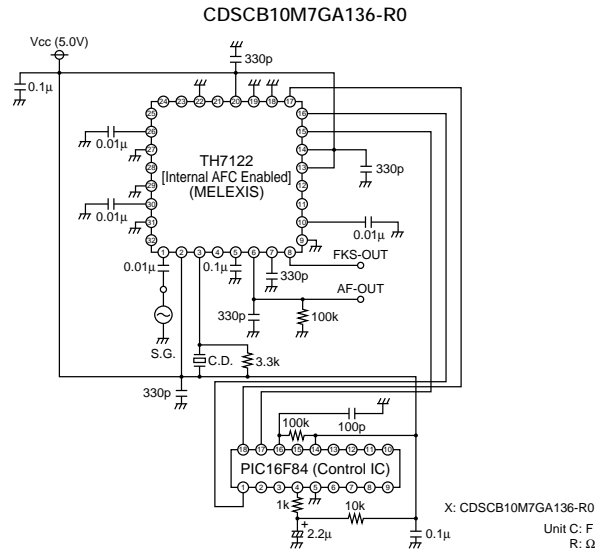 CDSCB10M7GA136-R0
Vcc (5.0V)
330p
0.1μ
24 23 22 21 20 19 18 17
25 16
26 15
0.01μ
27 14
28 13
330p
29 12
30 11
0.01μ
31 10
0.01μ
32 9
TH7122
[Internal AFC Enabled]
(MELEXIS)
1 2 3 4 5 6 7 8
FKS-OUT
0.01μ
0.1μ
330p
AF-OUT
330p
100k
S.G.
C.D.
3.3k
330p
100k
100p
18 17 16 15 14 13 12 11 10
PIC16F84 (Control IC)
1 2 3 4 5 6 7 8 9
1k
10k
X: CDSCB10M7GA136-R0
+
2.2μ
0.1μ
Unit C: F
R: Ω